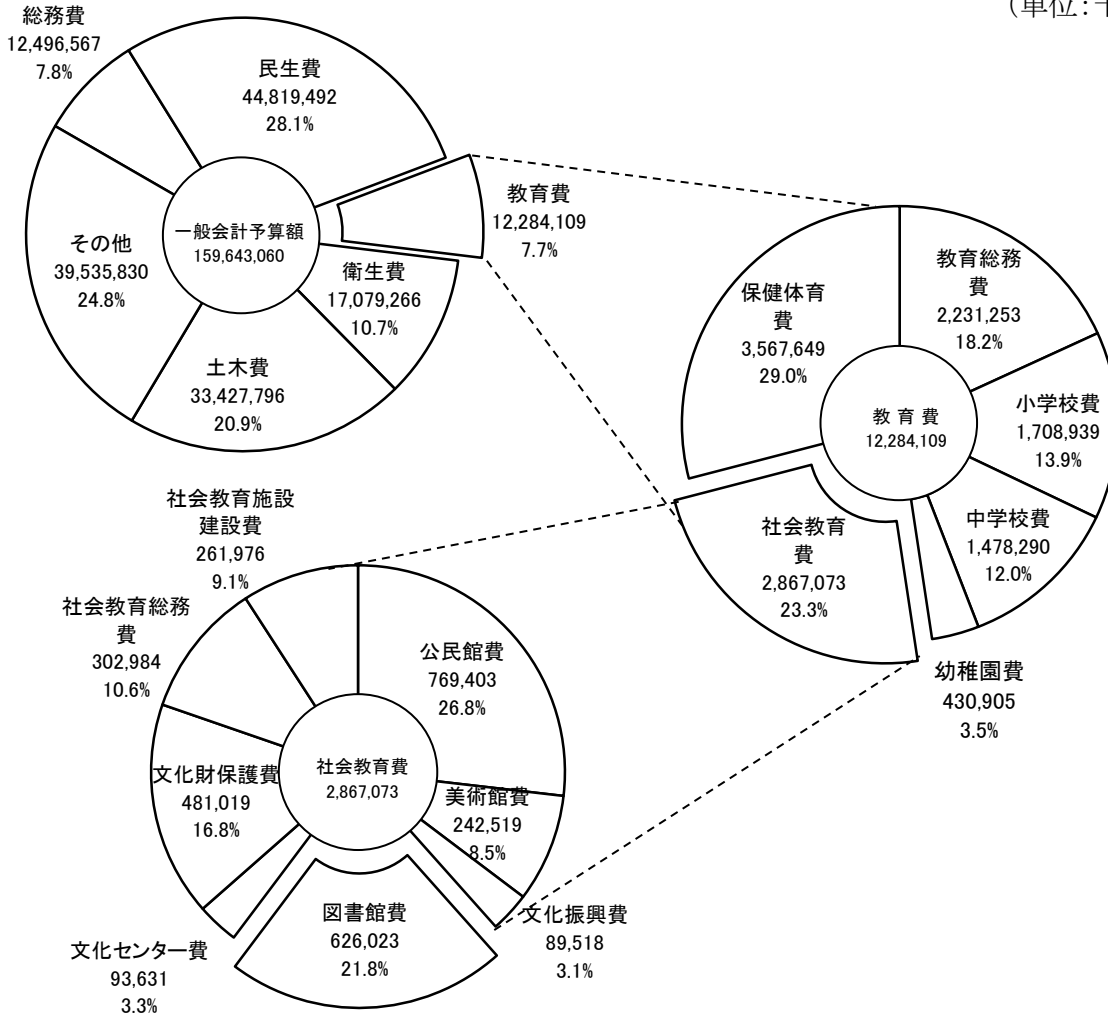 （単位：千
総務費
12,496,567
7.8%
民生費
44,819,492
28.1%
教育費
12,284,109
7.7%
衛生費
17,079,266
10.7%
土木費
33,427,796
20.9%
その他
39,535,830
24.8%
一般会計予算額
159,643,060
教育総務
費
2,231,253
18.2%
小学校費
1,708,939
13.9%
中学校費
1,478,290
12.0%
幼稚園費
430,905
3.5%
社会教育
費
2,867,073
23.3%
保健体育
費
3,567,649
29.0%
教 育 費
12,284,109
社会教育施設
建設費
261,976
9.1%
公民館費
769,403
26.8%
美術館費
242,519
8.5%
文化振興費
89,518
3.1%
図書館費
626,023
21.8%
文化センター費
93,631
3.3%
文化財保護費
481,019
16.8%
社会教育総務
費
302,984
10.6%
社会教育費
2,867,073